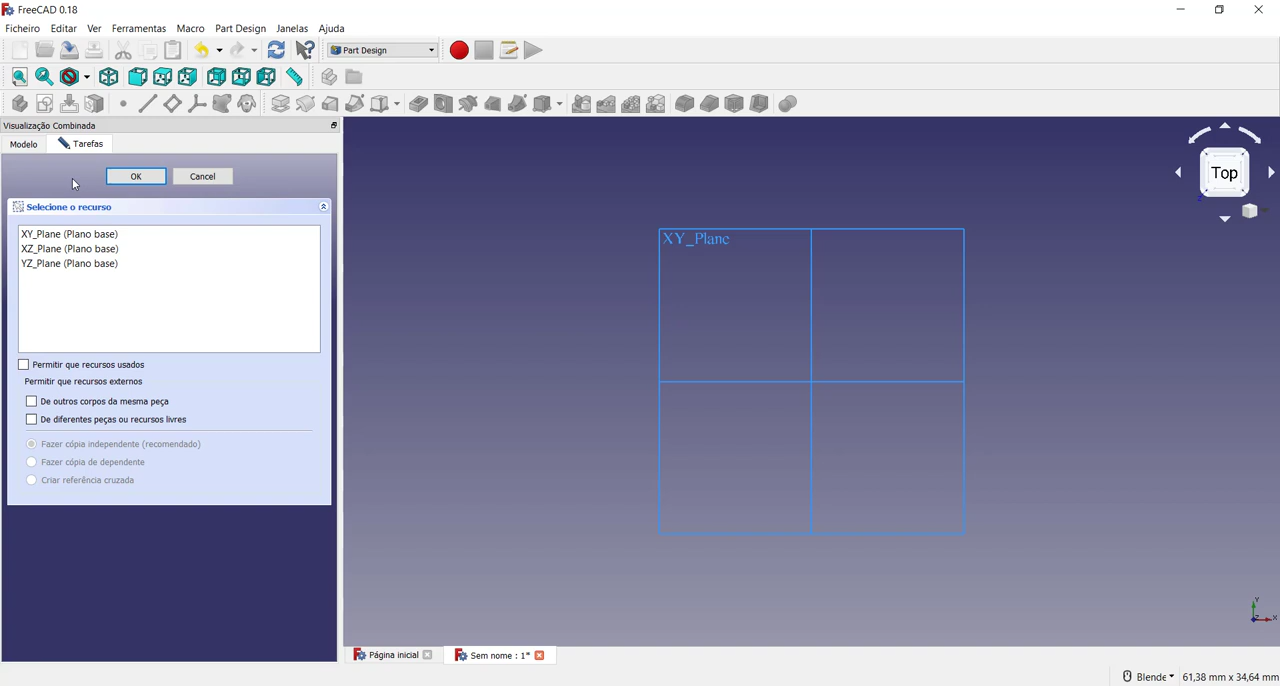 FreeCAD 0.18
Ficheiro Editar Ver Ferramentas Macro Part Design Janelas Ajuda
Part Design
Visualização Combinada
Modelo Tarefas
OK Cancel
Selecione o recurso
XY_Plane (Plano base)
XZ_Plane (Plano base)
YZ_Plane (Plano base)
Permitir que recursos usados
Permitir que recursos externos
De outros corpos da mesma peça
De diferentes peças ou recursos livres
Fazer cópia independente (recomendado)
Fazer cópia de dependente
Criar referência cruzada
XY_Plane
Top
Z
Y
Z
X
Página inicial Sem nome : 1*
Blende 61,38 mm x 34,64 mm